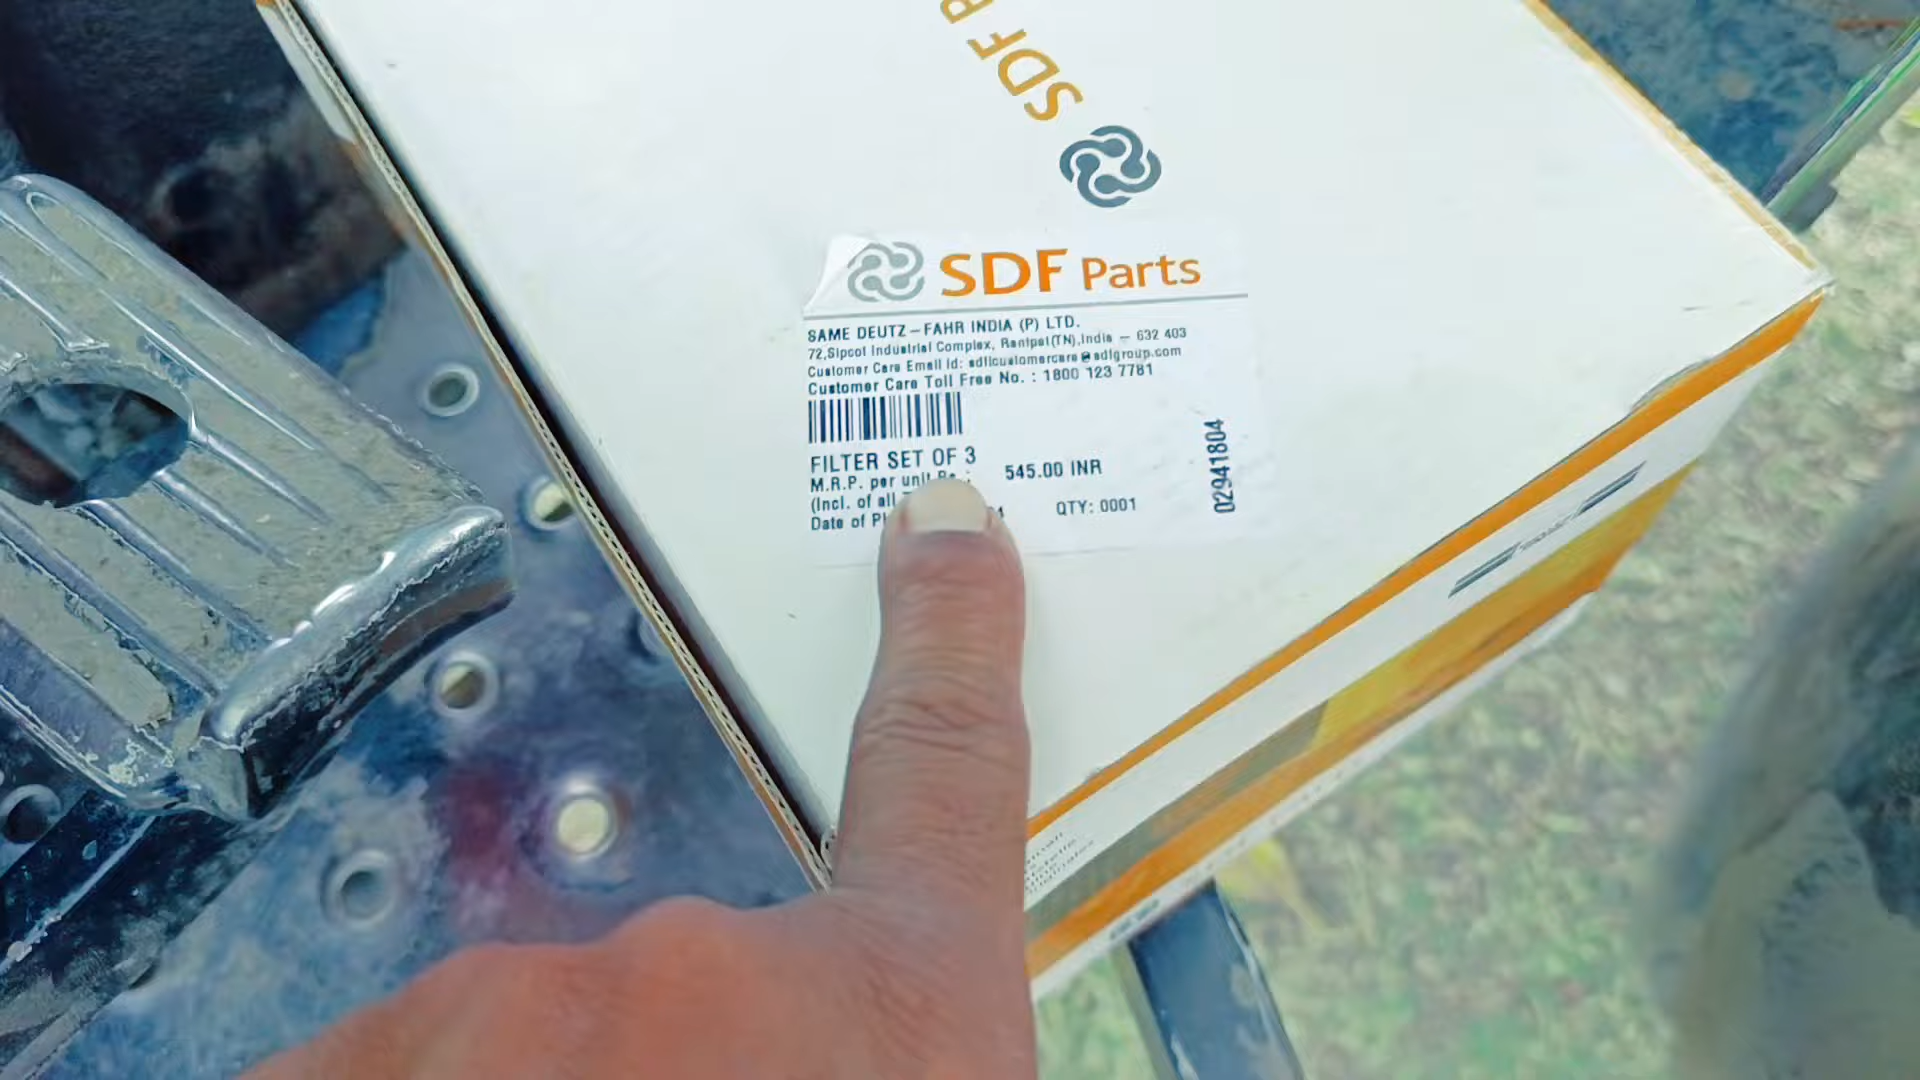 SDF P
SDF Parts
SAME DEUTZ-FAHR INDIA (P) LTD.
72,Sipcot Industrial Complex, Ranipet(TN),India - 632 403
Customer Care Email id: sdficustomercare@sdfgroup.com
Customer Care Toll Free No. : 1800 123 7781
FILTER SET OF 3
M.R.P. per unit Rs.: 545.00 INR
(Incl. of all
Date of QTY: 0001
02941804